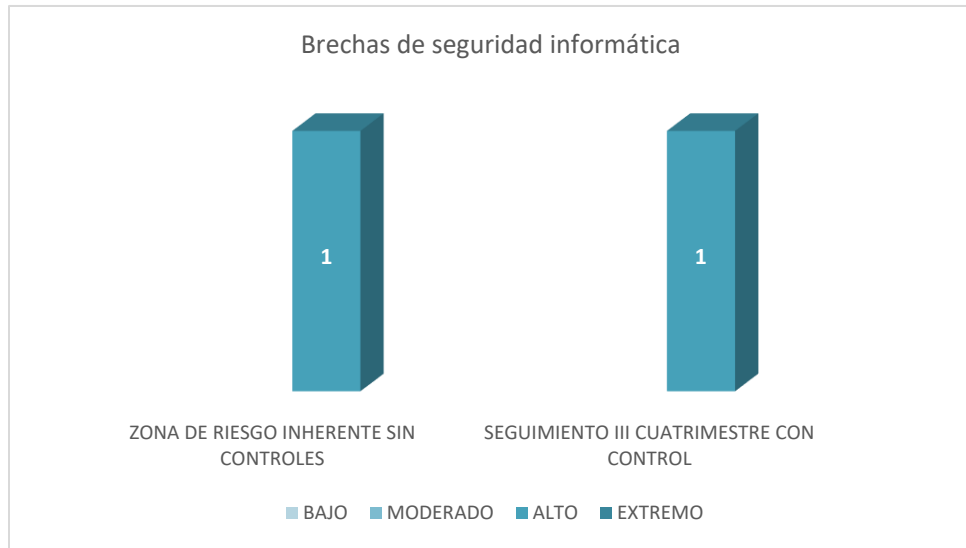 Brechas de seguridad informática
1
1
ZONA DE RIESGO INHERENTE SIN
CONTROLES
SEGUIMIENTO III CUATRIMESTRE CON
CONTROL
BAJO MODERADO ALTO EXTREMO